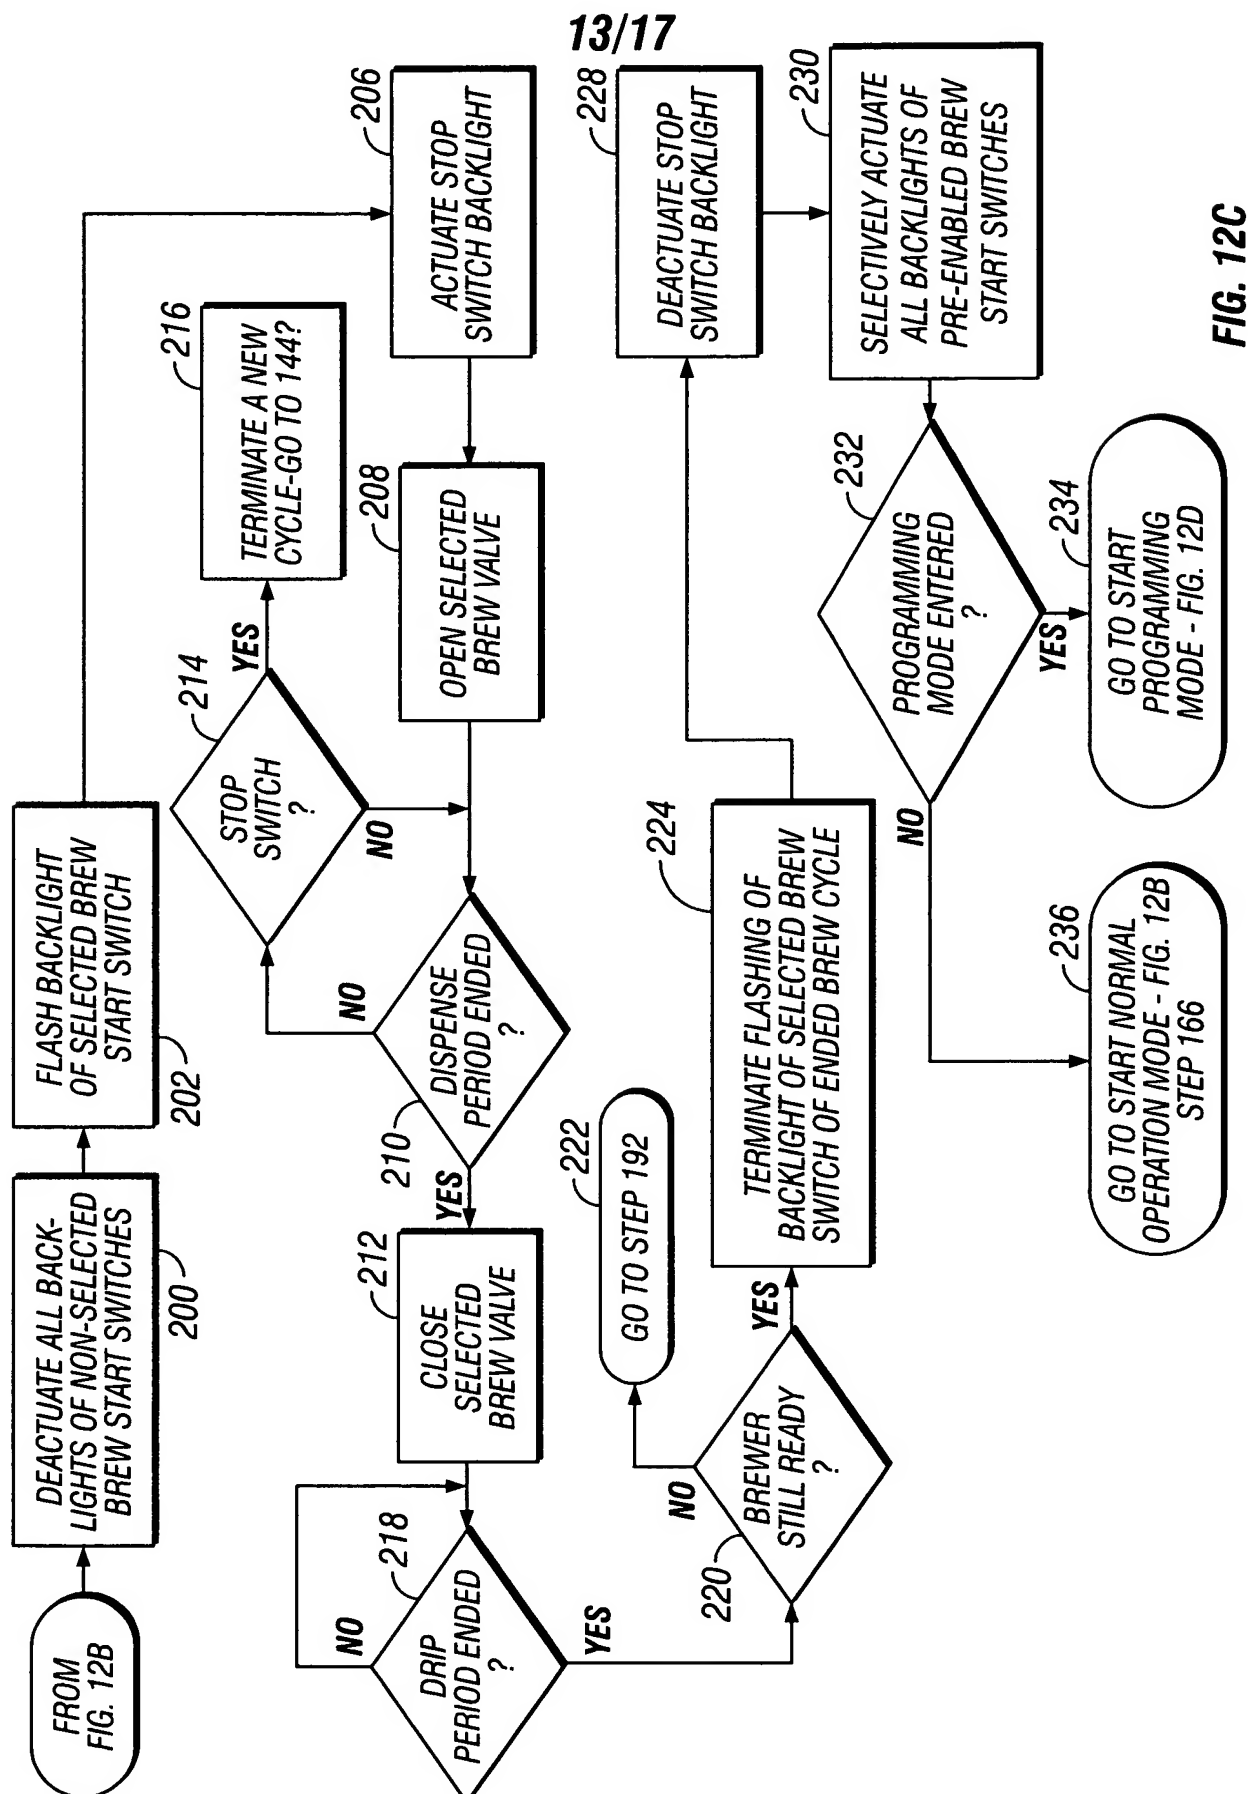 13/17
FROM
FIG. 12B
DEACTUATE ALL BACK-
LIGHTS OF NON-SELECTED
BREW START SWITCHES
200
FLASH BACKLIGHT
OF SELECTED BREW
START SWITCH
202
206
ACTUATE STOP
SWITCH BACKLIGHT
208
OPEN SELECTED
BREW VALVE
210
DISPENSE
PERIOD ENDED
?
NO
YES
214
STOP
SWITCH
?
YES
NO
216
TERMINATE A NEW
CYCLE-GO TO 144?
212
CLOSE
SELECTED
BREW VALVE
218
DRIP
PERIOD ENDED
?
NO
YES
220
BREWER
STILL READY
?
NO
YES
222
GO TO STEP 192
224
TERMINATE FLASHING OF
BACKLIGHT OF SELECTED BREW
SWITCH OF ENDED BREW CYCLE
228
DEACTUATE STOP
SWITCH BACKLIGHT
230
SELECTIVELY ACTUATE
ALL BACKLIGHTS OF
PRE-ENABLED BREW
START SWITCHES
232
PROGRAMMING
MODE ENTERED
?
NO
YES
234
GO TO START
PROGRAMMING
MODE - FIG. 12D
236
GO TO START NORMAL
OPERATION MODE - FIG. 12B
STEP 166
FIG. 12C